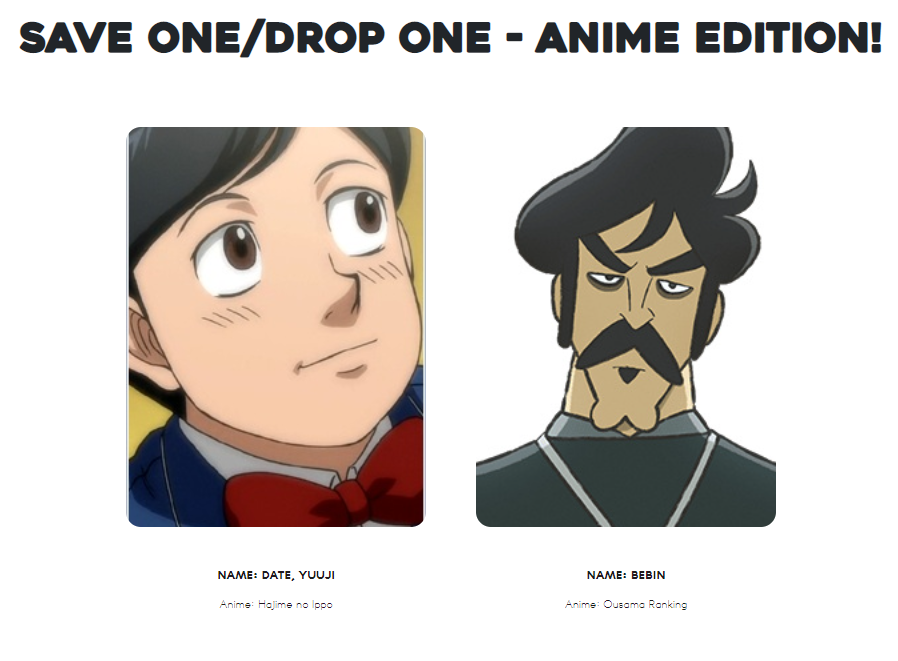 SAVE ONE/DROP ONE - ANIME EDITION!
NAME: DATE, YUUJI
Anime: Hajime no Ippo
NAME: BEBIN
Anime: Ousama Ranking